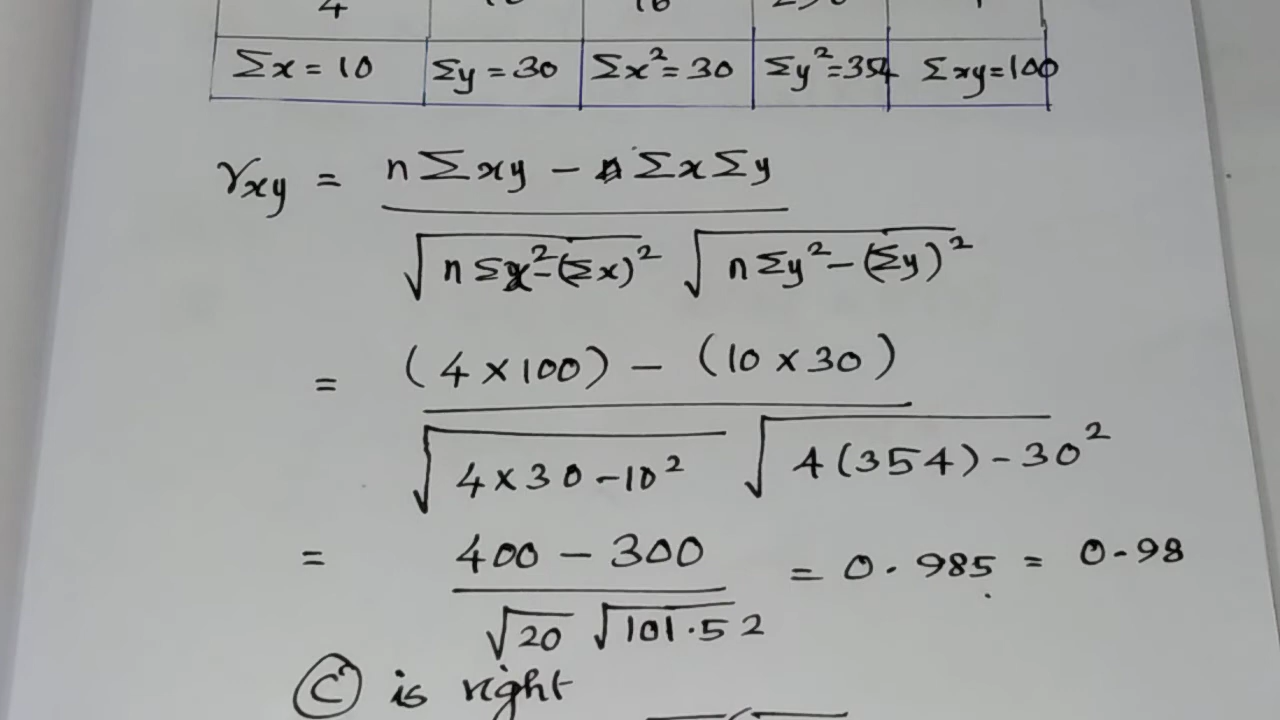 4 16
Σx = 10 Σy = 30 Σx²= 30 Σy²=354 Σxy=100
rxy = nΣxy - ΣxΣy / √nΣx²-(Σx)² √nΣy²-(Σy)²
= (4×100) - (10×30) / √4×30-10² √4(354)-30²
= 400 - 300 / √20 √101.52 = 0.985 = 0-98
(C) is right